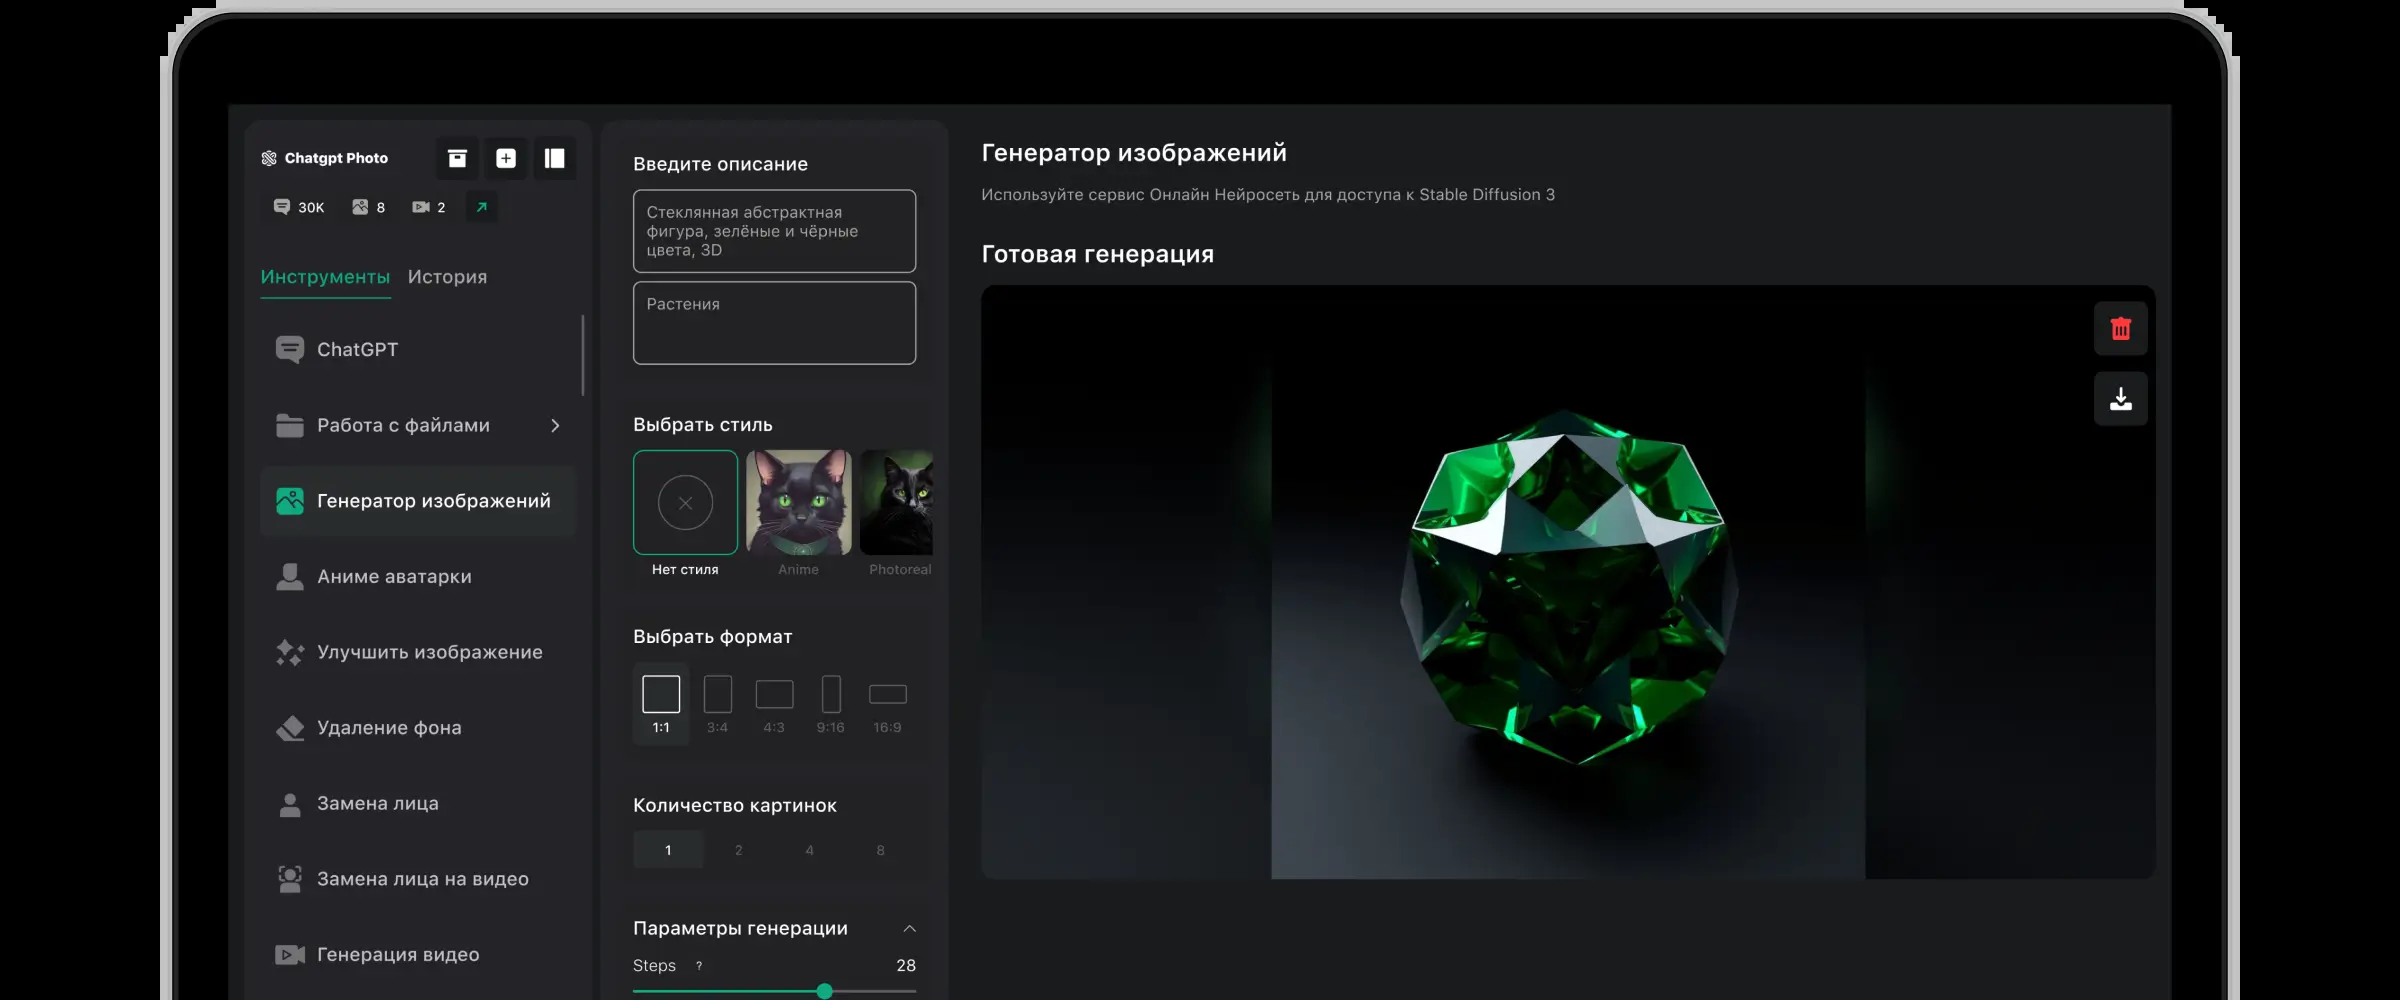 Chatgpt Photo
30K
8
2
Инструменты
История
ChatGPT
Работа с файлами
Генератор изображений
Аниме аватарки
Улучшить изображение
Удаление фона
Замена лица
Замена лица на видео
Генерация видео
Введите описание
Стеклянная абстрактная
фигура, зелёные и чёрные
цвета, 3D
Растения
Выбрать стиль
Нет стиля
Anime
Photoreal
Выбрать формат
1:1
3:4
4:3
9:16
16:9
Количество картинок
1
2
4
8
Параметры генерации
Steps ?
28
Генератор изображений
Используйте сервис Онлайн Нейросеть для доступа к Stable Diffusion 3
Готовая генерация